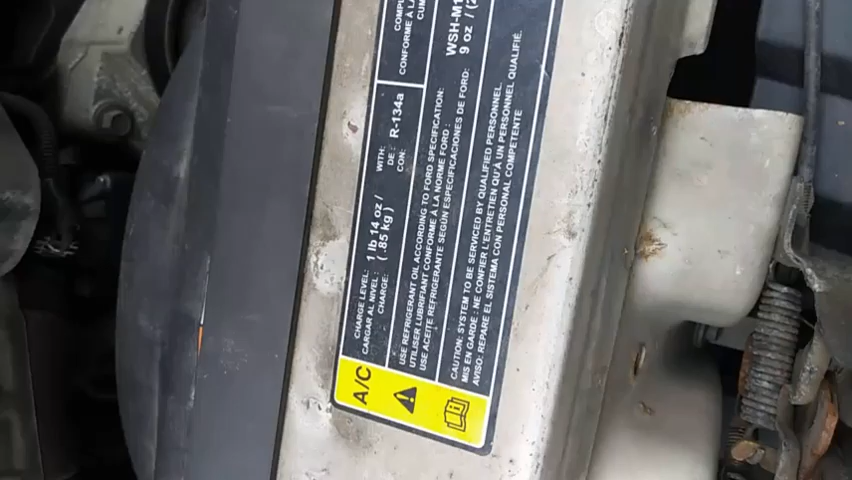 A/C
CHARGE LEVEL:
CARGAR AL NIVEL:
CHARGE:
1 lb 14 oz /
( .85 kg )
WITH:
DE:
CON:
R-134a
CONFORME À LA
USE REFRIGERANT OIL ACCORDING TO FORD SPECIFICATION:
UTILISER LUBRIFIANT CONFORME À LA NORME FORD :
USE ACEITE REFRIGERANTE SEGÚN ESPECIFICACIONES DE FORD:
WSH-M1
9 oz / (2
CAUTION: SYSTEM TO BE SERVICED BY QUALIFIED PERSONNEL.
MIS EN GARDE : NE CONFIER L'ENTRETIEN QU'À UN PERSONNEL QUALIFIÉ.
AVISO: REPARE EL SISTEMA CON PERSONAL COMPETENTE